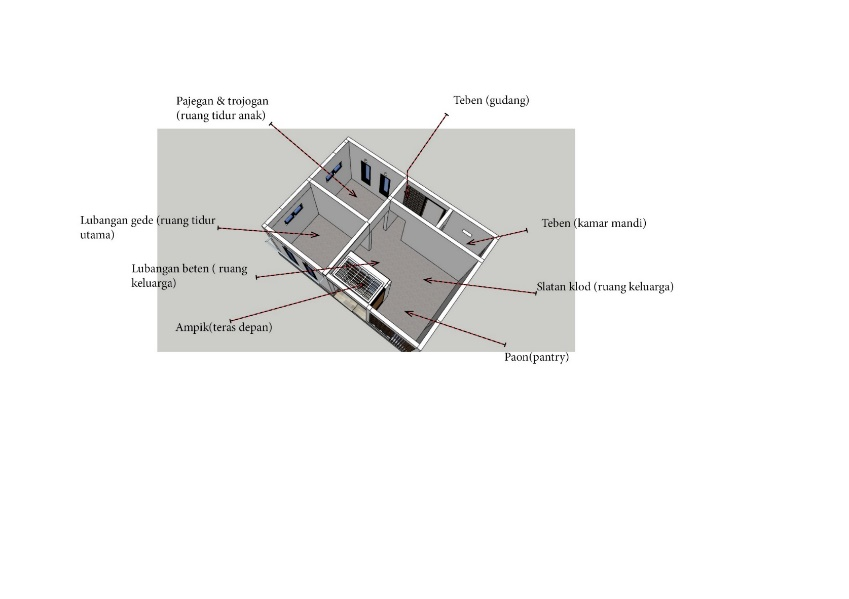 Pajegan & trojogan
(ruang tidur anak)
Teben (gudang)
Lubangan gede (ruang tidur
utama)
Teben (kamar mandi)
Lubangan beten ( ruang
keluarga)
Slatan klod (ruang keluarga)
Ampik(teras depan)
Paon(pantry)